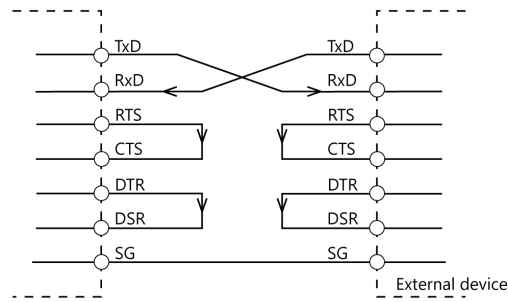 TxD TxD
RxD RxD
RTS RTS
CTS CTS
DTR DTR
DSR DSR
SG SG
External device